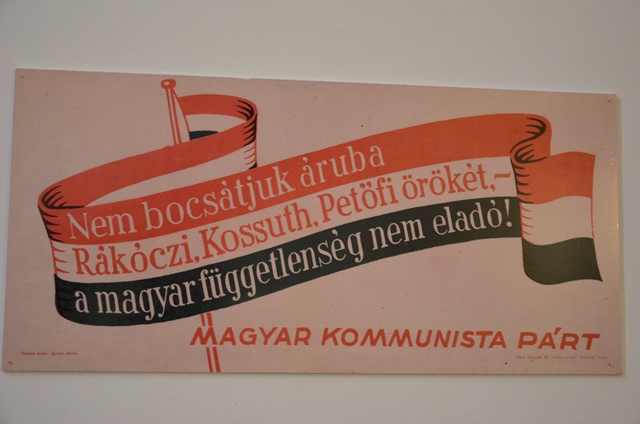 Nem bocsátjuk áruba
Rákóczi, Kossuth, Petőfi örökét,~
a magyar függetlenség nem eladó!
MAGYAR KOMMUNISTA PÁRT